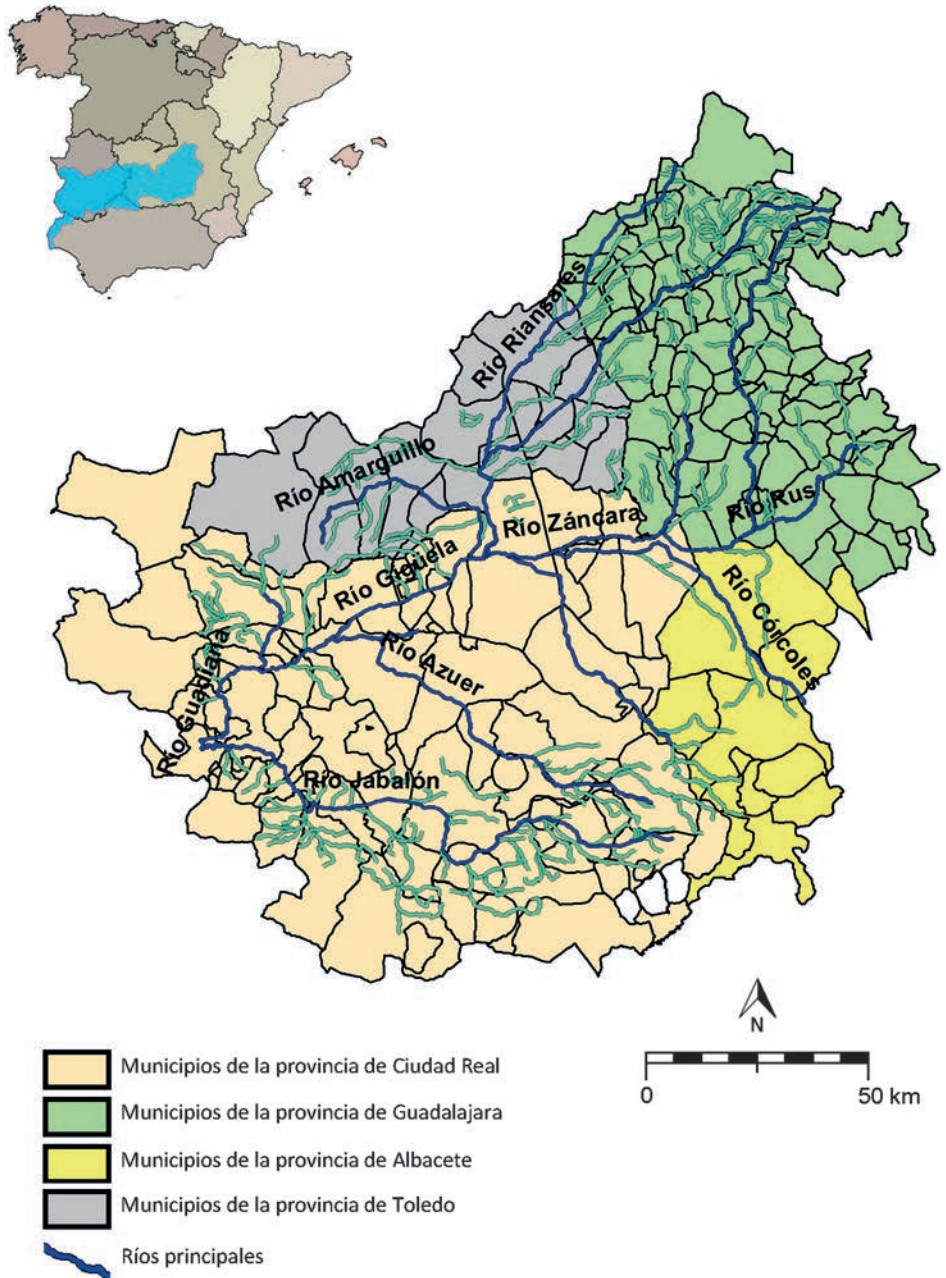 Río Riansares
Río Amarguillo
Río Záncara
Río Rus
Río Gigüela
Río Córcoles
Río Azuer
Río Guadiana
Río Jabalón
N
0 50 km
Municipios de la provincia de Ciudad Real
Municipios de la provincia de Guadalajara
Municipios de la provincia de Albacete
Municipios de la provincia de Toledo
Ríos principales